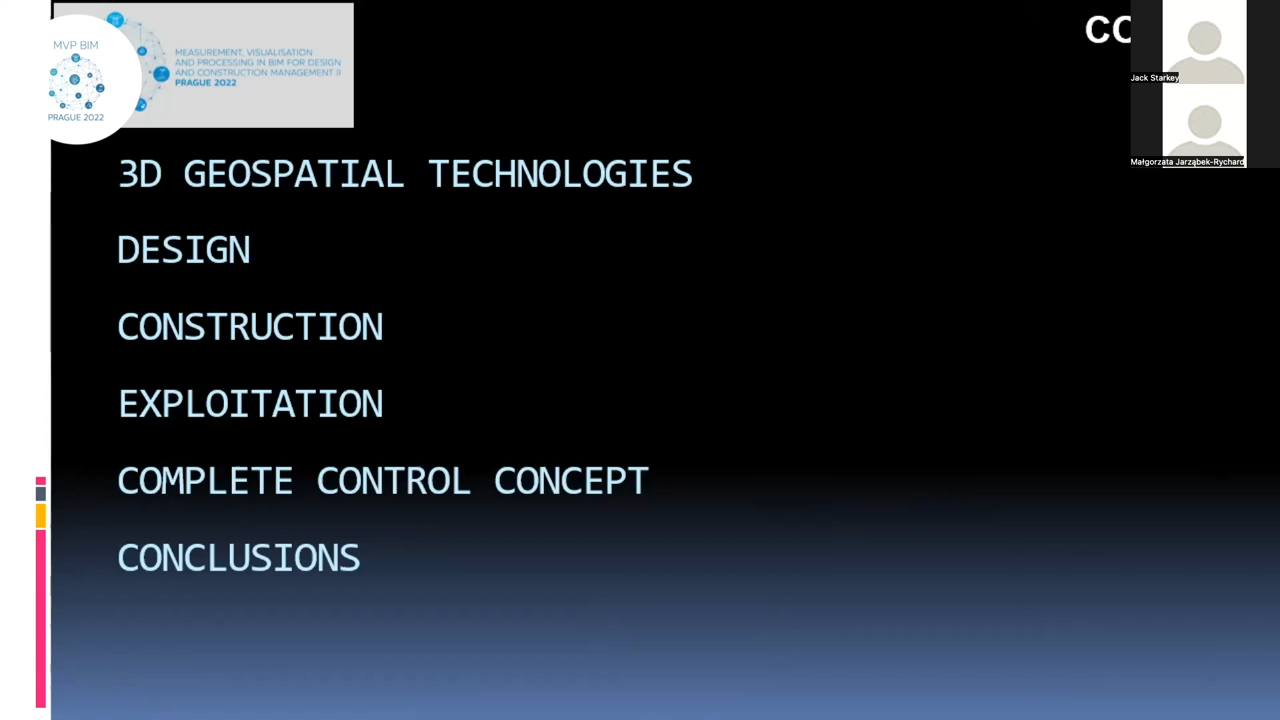 MVP BIM
PRAGUE 2022
MEASUREMENT, VISUALISATION
AND PROCESSING IN BIM FOR DESIGN
AND CONSTRUCTION MANAGEMENT II
PRAGUE 2022
Jack Starkey
Małgorzata Jarząbek-Rychard
3D GEOSPATIAL TECHNOLOGIES
DESIGN
CONSTRUCTION
EXPLOITATION
COMPLETE CONTROL CONCEPT
CONCLUSIONS